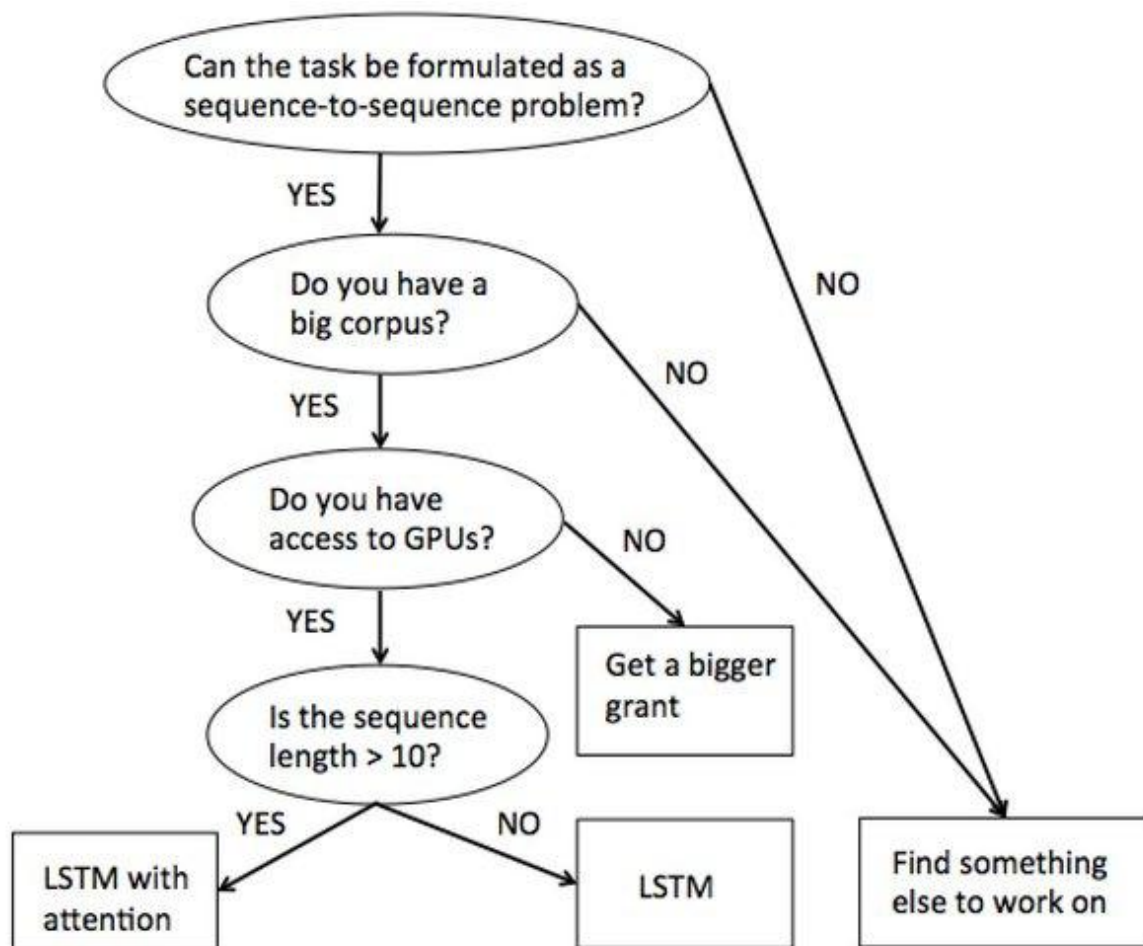 Can the task be formulated as a
sequence-to-sequence problem?
YES
NO
Do you have a
big corpus?
YES
NO
Do you have
access to GPUs?
YES
NO
Get a bigger
grant
Is the sequence
length > 10?
YES
NO
LSTM with
attention
LSTM
Find something
else to work on